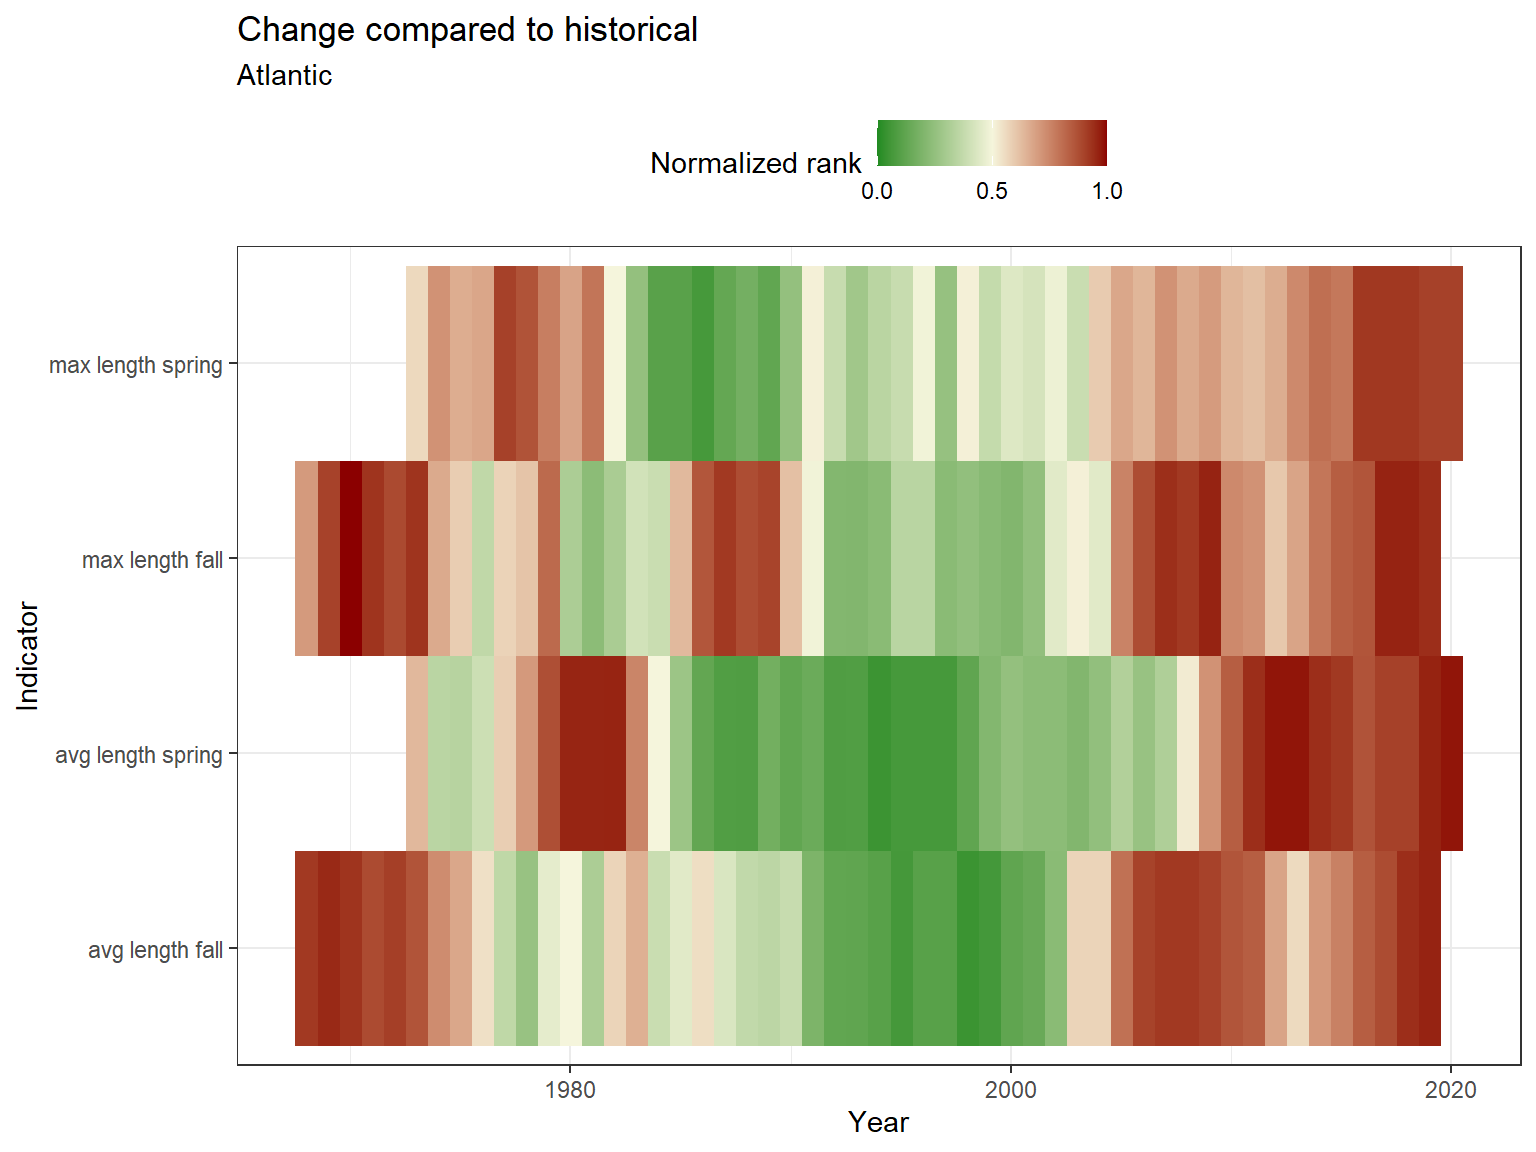 Change compared to historical
Atlantic
Normalized rank
0.0 0.5 1.0
max length spring
max length fall
avg length spring
avg length fall
Indicator
1980 2000 2020
Year